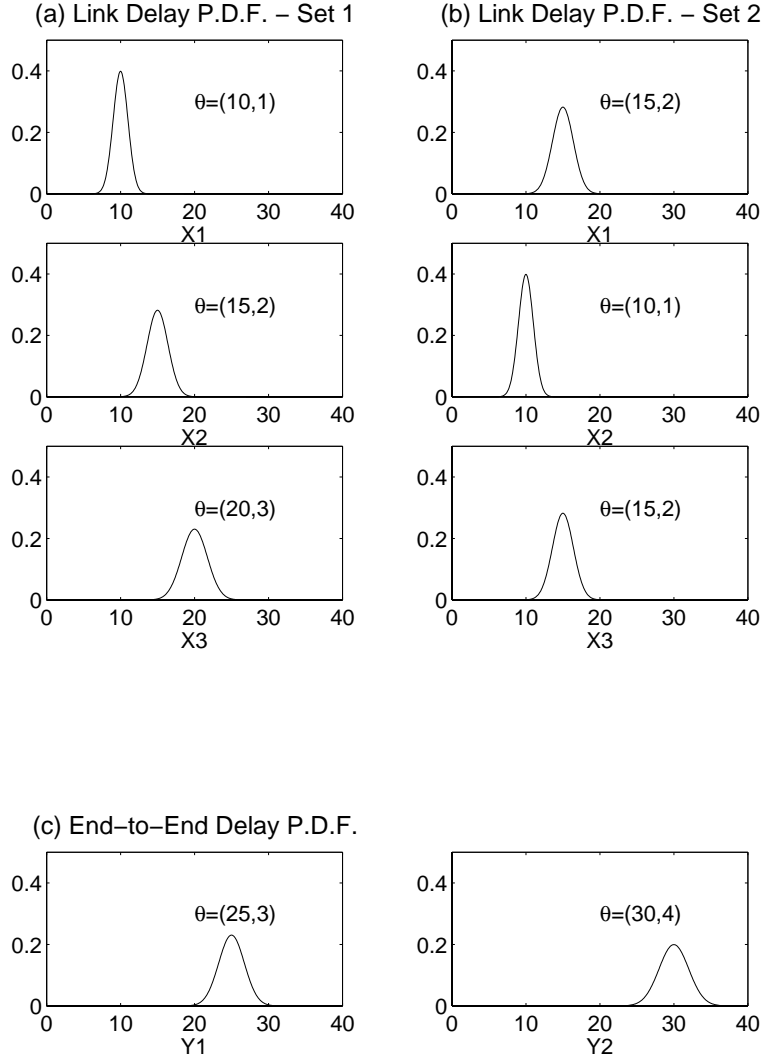 (a) Link Delay P.D.F. − Set 1
0.4
0.2
0
θ=(10,1)
0 10 20 30 40
X1
0.4
0.2
0
θ=(15,2)
0 10 20 30 40
X2
0.4
0.2
0
θ=(20,3)
0 10 20 30 40
X3
(b) Link Delay P.D.F. − Set 2
0.4
0.2
0
θ=(15,2)
0 10 20 30 40
X1
0.4
0.2
0
θ=(10,1)
0 10 20 30 40
X2
0.4
0.2
0
θ=(15,2)
0 10 20 30 40
X3
(c) End−to−End Delay P.D.F.
0.4
0.2
0
θ=(25,3)
0 10 20 30 40
Y1
0.4
0.2
0
θ=(30,4)
0 10 20 30 40
Y2